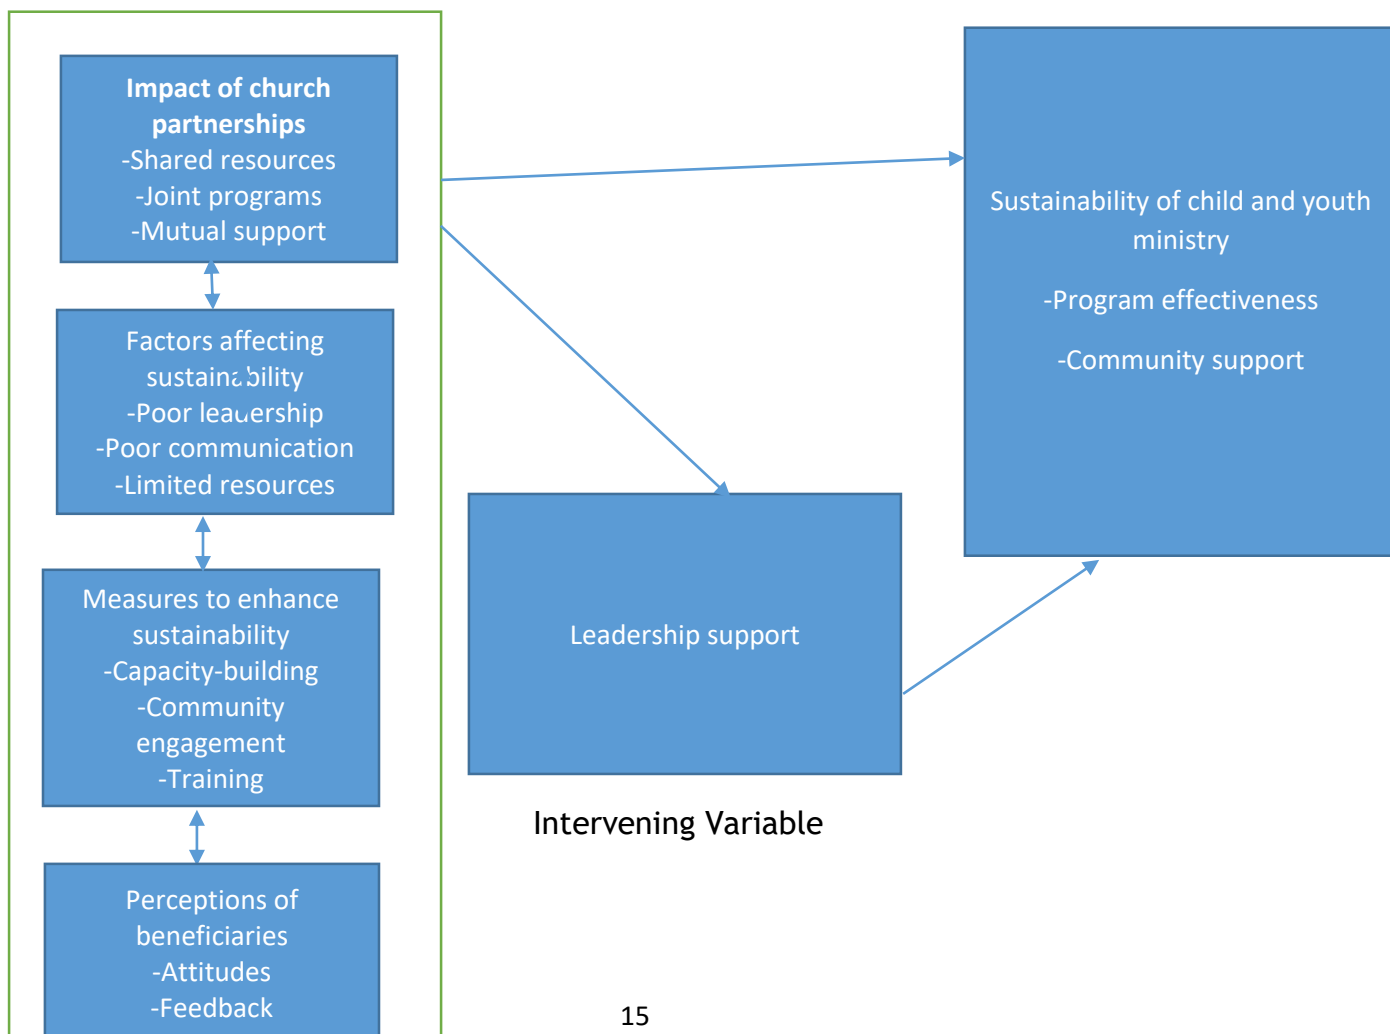 Impact of church
partnerships
-Shared resources
-Joint programs
-Mutual support
Factors affecting
sustainability
-Poor leadership
-Poor communication
-Limited resources
Measures to enhance
sustainability
-Capacity-building
-Community
engagement
-Training
Perceptions of
beneficiaries
-Attitudes
-Feedback
Leadership support
Intervening Variable
Sustainability of child and youth
ministry
-Program effectiveness
-Community support
15